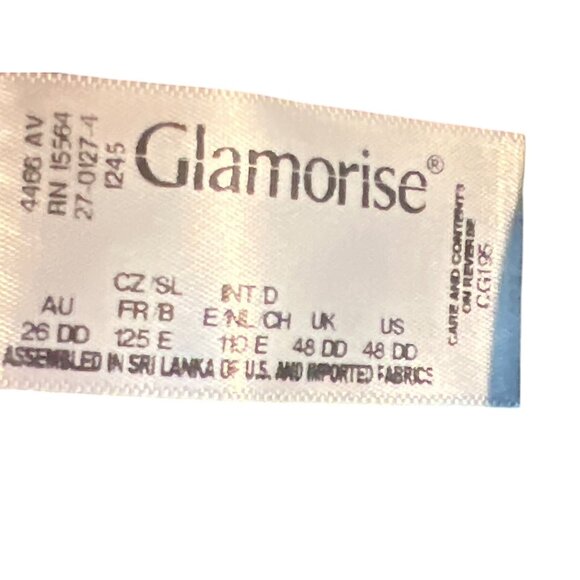 4466 AV
RN 15564
27-0127-4
1245
Glamorise®
CZ/SL INT D
AU FR/B E/NL/CH UK US
26 DD 125 E 110 E 48 DD 48 DD
ASSEMBLED IN SRI LANKA OF U.S. AND IMPORTED FABRICS
CARE AND CONTENTS
ON REVERSE
CG195